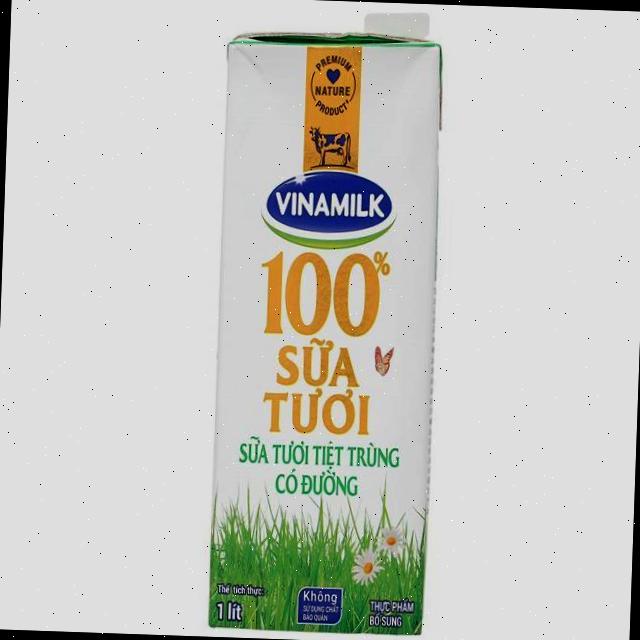 PREMIUM
NATURE
PRODUCT
VINAMILK
100%
SỮA
TƯƠI
SỮA TƯƠI TIỆT TRÙNG
CÓ ĐƯỜNG
Thể tích thực:
1 lít
Không
SỬ DỤNG CHẤT
BẢO QUẢN
THỰC PHẨM
BỔ SUNG